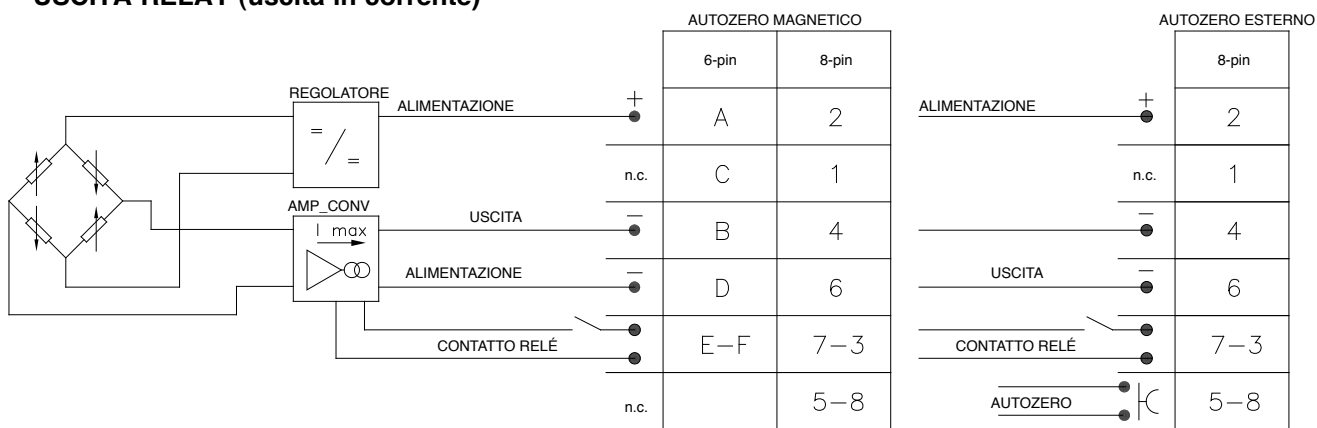 USCITA RELAY (uscita in corrente)
AUTOZERO MAGNETICO
AUTOZERO ESTERNO
6-pin 8-pin
8-pin
REGOLATORE
= / =
ALIMENTAZIONE + A 2
ALIMENTAZIONE + 2
n.c. C 1
n.c. 1
AMP_CONV
I max
USCITA − B 4
− 4
ALIMENTAZIONE − D 6
USCITA − 6
CONTATTO RELÉ E−F 7−3
CONTATTO RELÉ 7−3
n.c. 5−8
AUTOZERO 5−8